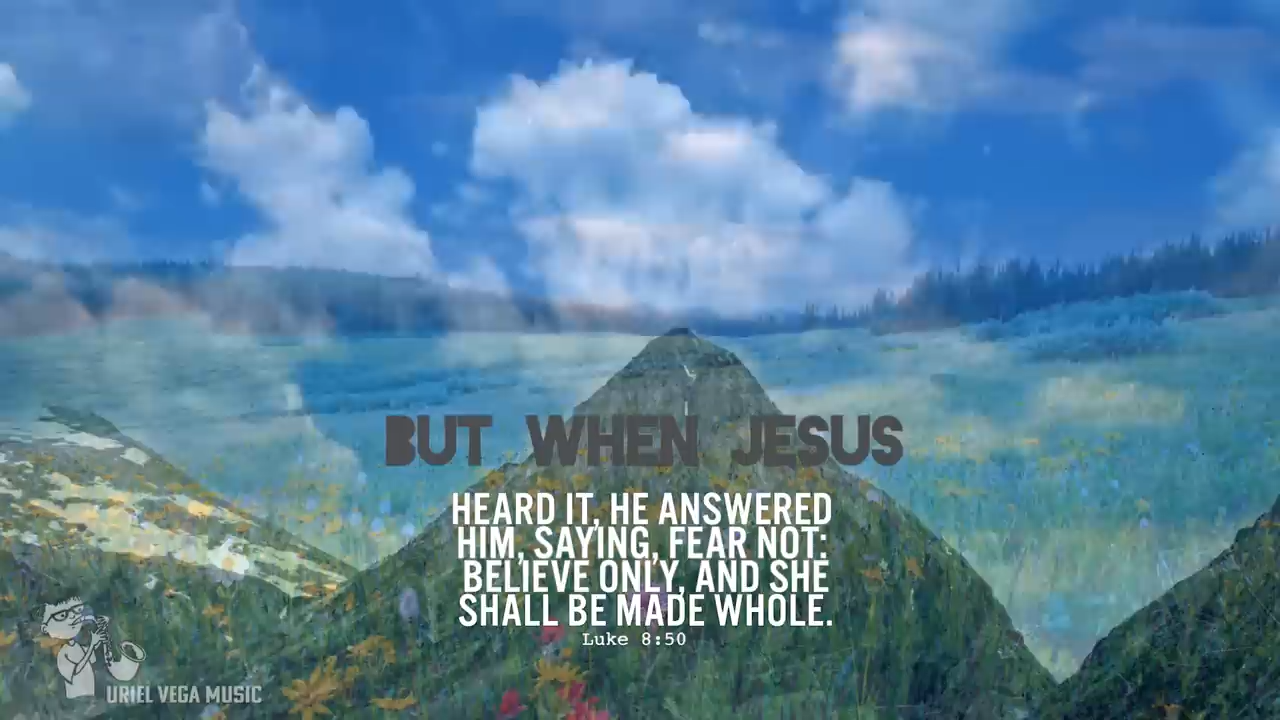 BUT WHEN JESUS
HEARD IT, HE ANSWERED
HIM, SAYING, FEAR NOT:
BELIEVE ONLY, AND SHE
SHALL BE MADE WHOLE.
Luke 8:50
URIEL VEGA MUSIC